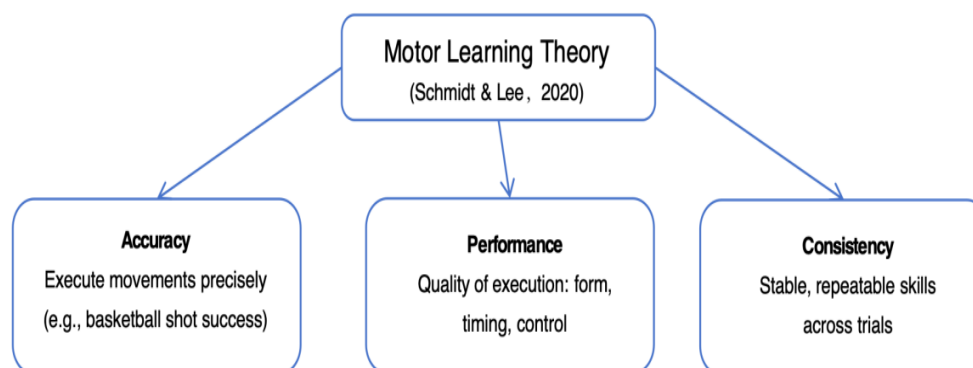 Motor Learning Theory
(Schmidt & Lee, 2020)
Accuracy
Execute movements precisely
(e.g., basketball shot success)
Performance
Quality of execution: form,
timing, control
Consistency
Stable, repeatable skills
across trials